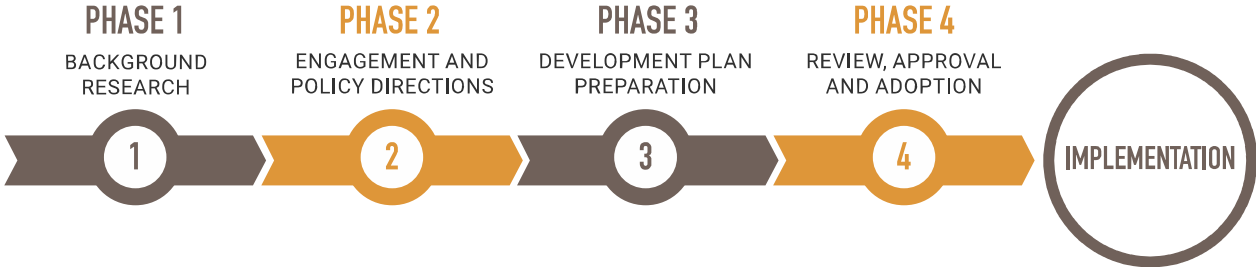 PHASE 1
BACKGROUND
RESEARCH
1
PHASE 2
ENGAGEMENT AND
POLICY DIRECTIONS
2
PHASE 3
DEVELOPMENT PLAN
PREPARATION
3
PHASE 4
REVIEW, APPROVAL
AND ADOPTION
4
IMPLEMENTATION